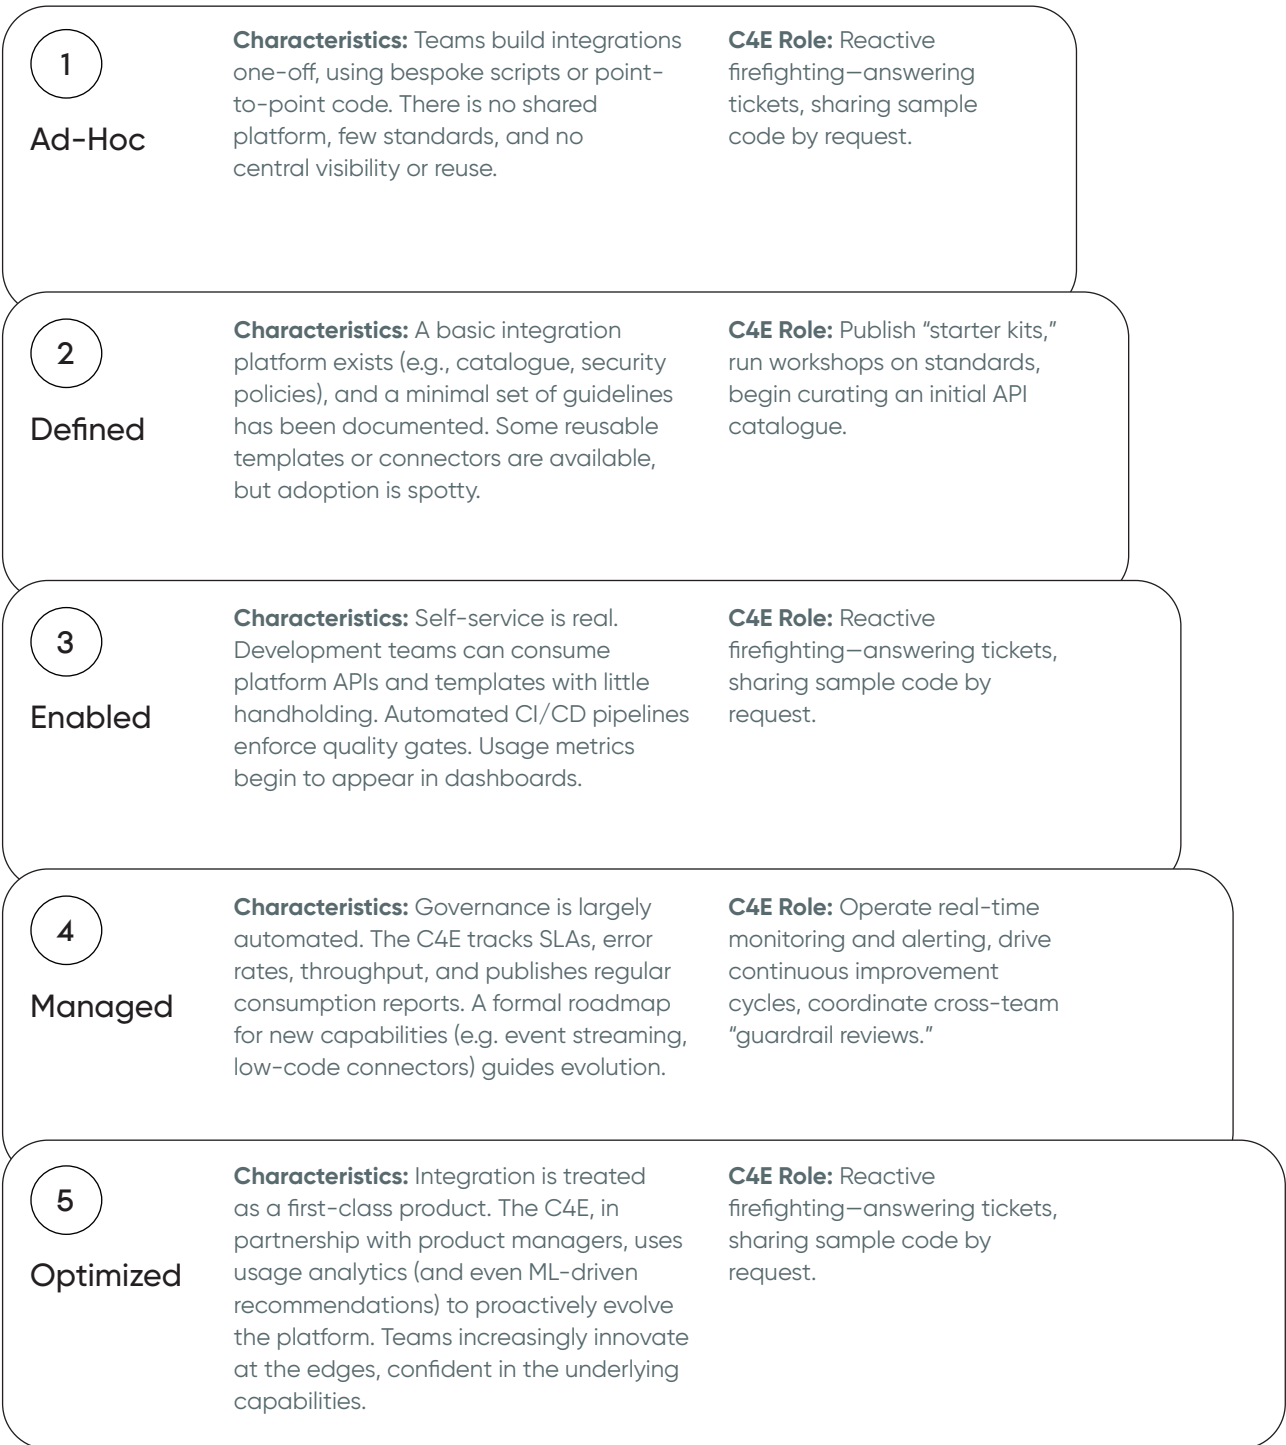 1
Ad-Hoc
Characteristics: Teams build integrations
one-off, using bespoke scripts or point-
to-point code. There is no shared
platform, few standards, and no
central visibility or reuse.
C4E Role: Reactive
firefighting—answering
tickets, sharing sample
code by request.
2
Defined
Characteristics: A basic integration
platform exists (e.g., catalogue, security
policies), and a minimal set of guidelines
has been documented. Some reusable
templates or connectors are available,
but adoption is spotty.
C4E Role: Publish “starter kits,”
run workshops on standards,
begin curating an initial API
catalogue.
3
Enabled
Characteristics: Self-service is real.
Development teams can consume
platform APIs and templates with little
handholding. Automated CI/CD pipelines
enforce quality gates. Usage metrics
begin to appear in dashboards.
C4E Role: Reactive
firefighting—answering tickets,
sharing sample code by
request.
4
Managed
Characteristics: Governance is largely
automated. The C4E tracks SLAs, error
rates, throughput, and publishes regular
consumption reports. A formal roadmap
for new capabilities (e.g. event streaming,
low-code connectors) guides evolution.
C4E Role: Operate real-time
monitoring and alerting, drive
continuous improvement
cycles, coordinate cross-team
“guardrail reviews.”
5
Optimized
Characteristics: Integration is treated
as a first-class product. The C4E, in
partnership with product managers, uses
usage analytics (and even ML-driven
recommendations) to proactively evolve
the platform. Teams increasingly innovate
at the edges, confident in the underlying
capabilities.
C4E Role: Reactive
firefighting—answering tickets,
sharing sample code by
request.